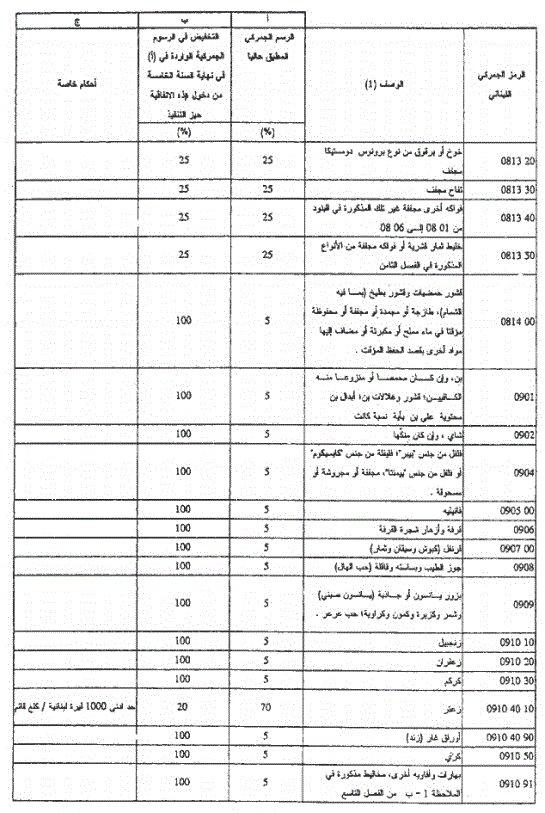 أ ب ج
الرمز الجمركي الوصف (1) الرسم الجمركي التخفيض في الرسوم أحكام خاصة
اللبناني المطبق حاليا الجمركية الواردة في (أ)
في نهاية السنة الخامسة
من دخول هذه الاتفاقية
حيز التنفيذ
(%) (%)
0813 20 خوخ أو برقوق من نوع برونوس دومستيكا 25 25
مجفف
0813 30 تفاح مجفف 25 25
0813 40 فواكه أخرى مجففة غير تلك المذكورة في البنود 25 25
من 01 08 إلى 06 08
0813 50 خليط ثمار قشرية أو فواكه مجففة من الأنواع 25 25
المذكورة في الفصل الثامن
0814 00 قشور حمضيات وقشور بطيخ (بما فيه 5 100
الشمام)، طازجة أو مجمدة أو مجففة أو محفوظة
مؤقتا في ماء مملح أو مكبرتة أو مضاف إليها
مواد أخرى بقصد الحفظ المؤقت .
0901 بن، وإن كان محمصا أو منزوعا منه 5 100
الكافيين؛ قشور وغلالات بن؛ أبدال بن
محتوية على بن بأية نسبة كانت
0902 شاي ، وإن كان منكها 5 100
0904 فلفل من جنس "بيبر"؛ فليفلة من جنس "كابسيكوم" 5 100
أو فلفل من جنس "بيمنتا"، مجففة أو مجروشة أو
مسحوقة .
0905 00 فانيليه 5 100
0906 قرفة وأزهار شجرة القرفة 5 100
0907 00 قرنفل (كبوش وسيقان وثمار) 5 100
0908 جوز الطيب وبسباسته وقاقلة (حب الهال) 5 100
0909 بزور يانسون أو جاذبة (يانسون صيني) 5 100
وشمر وكزبرة وكمون وكراوية؛ حب عرعر .
0910 10 زنجبيل 5 100
0910 20 زعفران 5 100
0910 30 كركم 5 100
0910 40 10 زعتر 70 20 حد ادنى 1000 ليرة لبنانية / كلغ قائم
0910 40 90 أوراق غار (رند) 5 100
0910 50 كاري 5 100
0910 91 بهارات وأفاويه أخرى، مخاليط مذكورة في 5 100
الملاحظة 1 - ب من الفصل التاسع